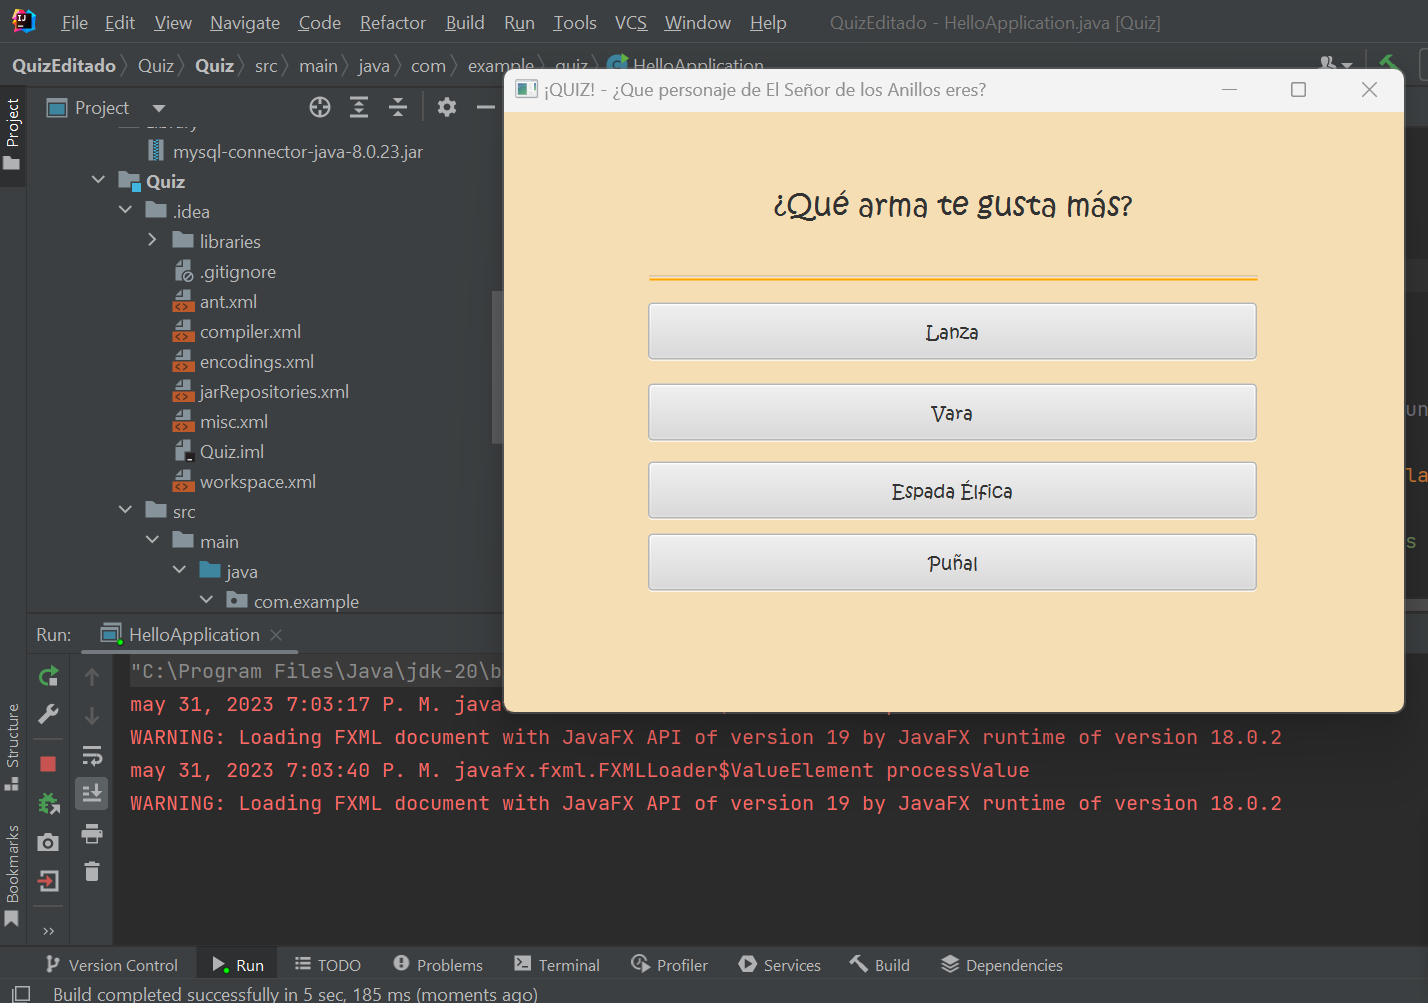 File Edit View Navigate Code Refactor Build Run Tools VCS Window Help QuizEditado - HelloApplication.java [Quiz]
QuizEditado Quiz Quiz src main java com example quiz HelloApplication
¡QUIZ! - ¿Que personaje de El Señor de los Anillos eres?
Project
Project
Library
mysql-connector-java-8.0.23.jar
Quiz
.idea
libraries
.gitignore
ant.xml
compiler.xml
encodings.xml
jarRepositories.xml
misc.xml
Quiz.iml
workspace.xml
src
main
java
com.example
¿Qué arma te gusta más?
Lanza
Vara
Espada Élfica
Puñal
un
la
s
Run: HelloApplication
"C:\Program Files\Java\jdk-20\b
may 31, 2023 7:03:17 P. M. java
WARNING: Loading FXML document with JavaFX API of version 19 by JavaFX runtime of version 18.0.2
may 31, 2023 7:03:40 P. M. javafx.fxml.FXMLLoader$ValueElement processValue
WARNING: Loading FXML document with JavaFX API of version 19 by JavaFX runtime of version 18.0.2
Structure
Bookmarks
Version Control Run TODO Problems Terminal Profiler Services Build Dependencies
Build completed successfully in 5 sec, 185 ms (moments ago)